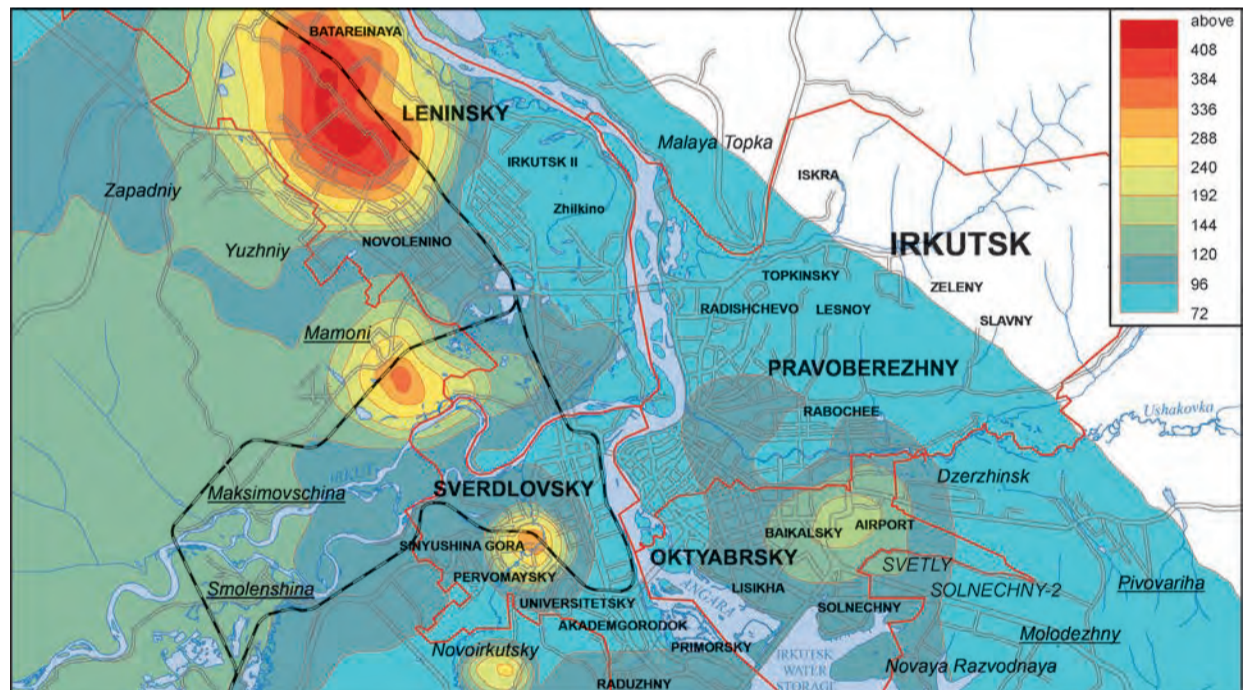 BATAREINAYA
LENINSKY
IRKUTSK II
Zhilkino
Zapadniy
Yuzhniy
NOVOLENINO
Mamoni
Malaya Topka
ISKRA
IRKUTSK
TOPKINSKY
ZELENY
RADISHCHEVO
LESNOY
SLAVNY
PRAVOBEREZHNY
RABOCHEE
Ushakovka
IRKUT
Maksimovschina
SVERDLOVSKY
Dzerzhinsk
SINYUSHINA GORA
BAIKALSKY
AIRPORT
OKTYABRSKY
SVETLY
Smolenshina
PERVOMAYSKY
LISIKHA
SOLNECHNY-2
Pivovariha
UNIVERSITETSKY
ANGARA
SOLNECHNY
AKADEMGORODOK
Molodezhny
Novoirkutsky
PRIMORSKY
IRKUTSK
WATER
STORAGE
Novaya Razvodnaya
RADUZHNY
above
408
384
336
288
240
192
144
120
96
72